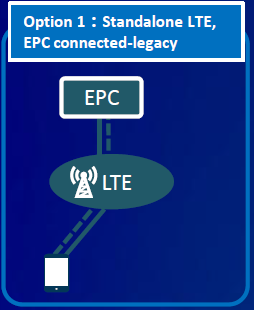 Option 1：Standalone LTE,
EPC connected-legacy
EPC
LTE